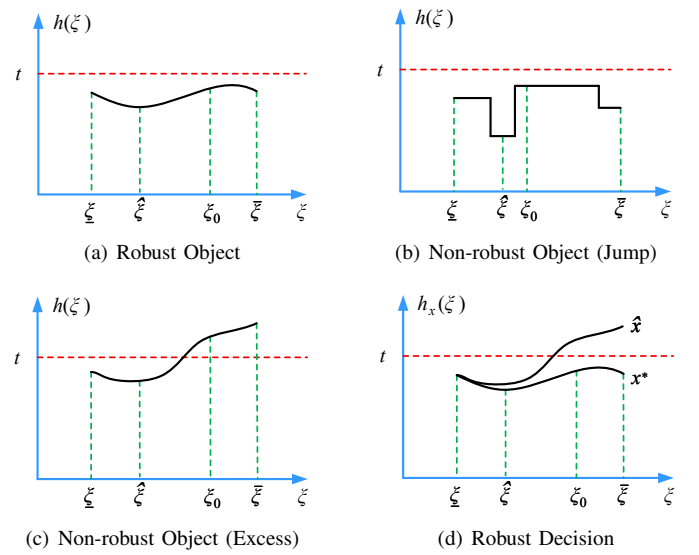 h(ξ)
t
ξ̲ ξ̂ ξ₀ ξ̄ ξ
(a) Robust Object
h(ξ)
t
ξ̲ ξ̂ ξ₀ ξ̄ ξ
(b) Non-robust Object (Jump)
h(ξ)
t
ξ̲ ξ̂ ξ₀ ξ̄ ξ
(c) Non-robust Object (Excess)
hₓ(ξ)
x̂
t
x*
ξ̲ ξ̂ ξ₀ ξ̄ ξ
(d) Robust Decision